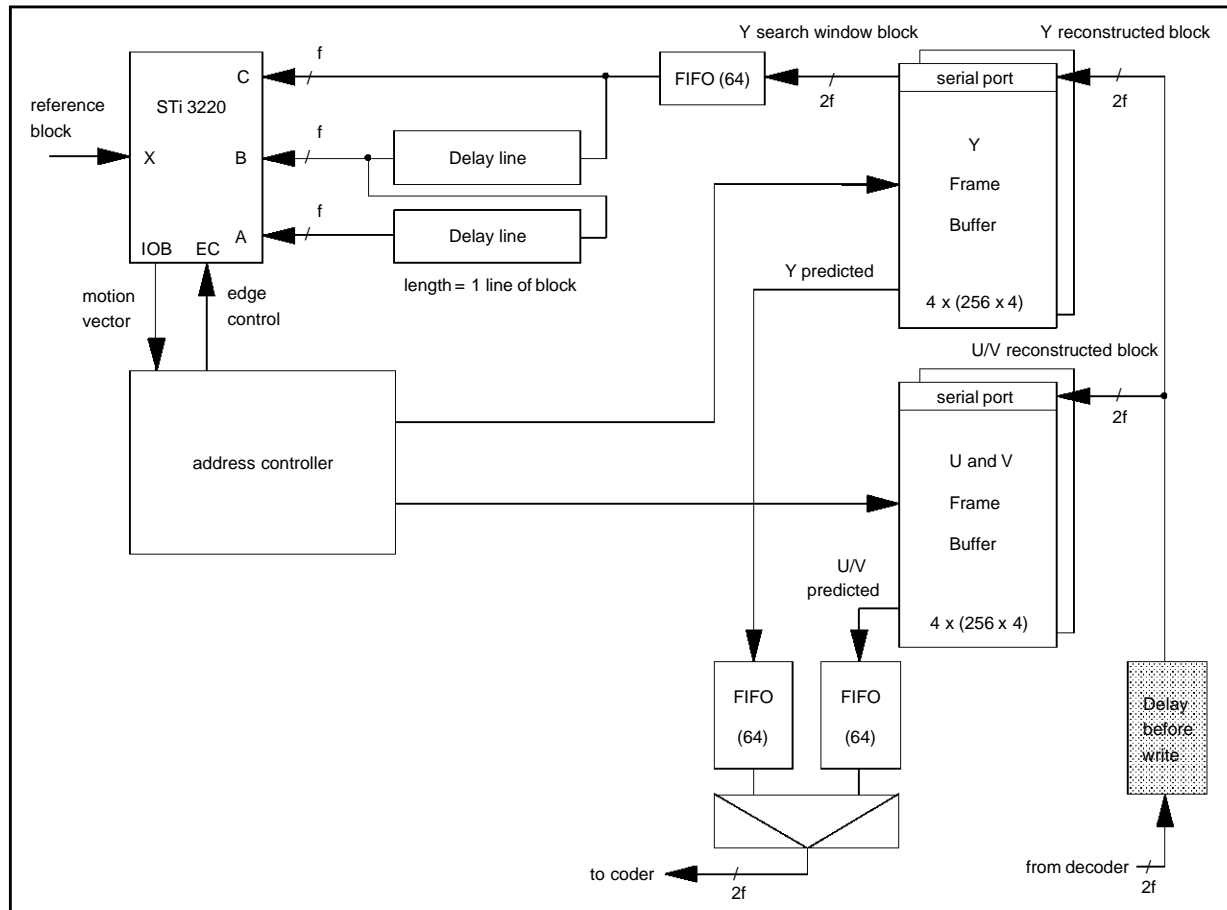 Y search window block
Y reconstructed block
f
C
FIFO (64)
serial port
2f
2f
STi 3220
reference
block
f
X
B
Delay line
Y
Frame
Buffer
f
A
Delay line
IOB
EC
length = 1 line of block
Y predicted
motion
vector
edge
control
4 x (256 x 4)
U/V reconstructed block
serial port
2f
address controller
U and V
Frame
Buffer
U/V
predicted
4 x (256 x 4)
FIFO
(64)
FIFO
(64)
Delay
before
write
to coder
2f
from decoder
2f